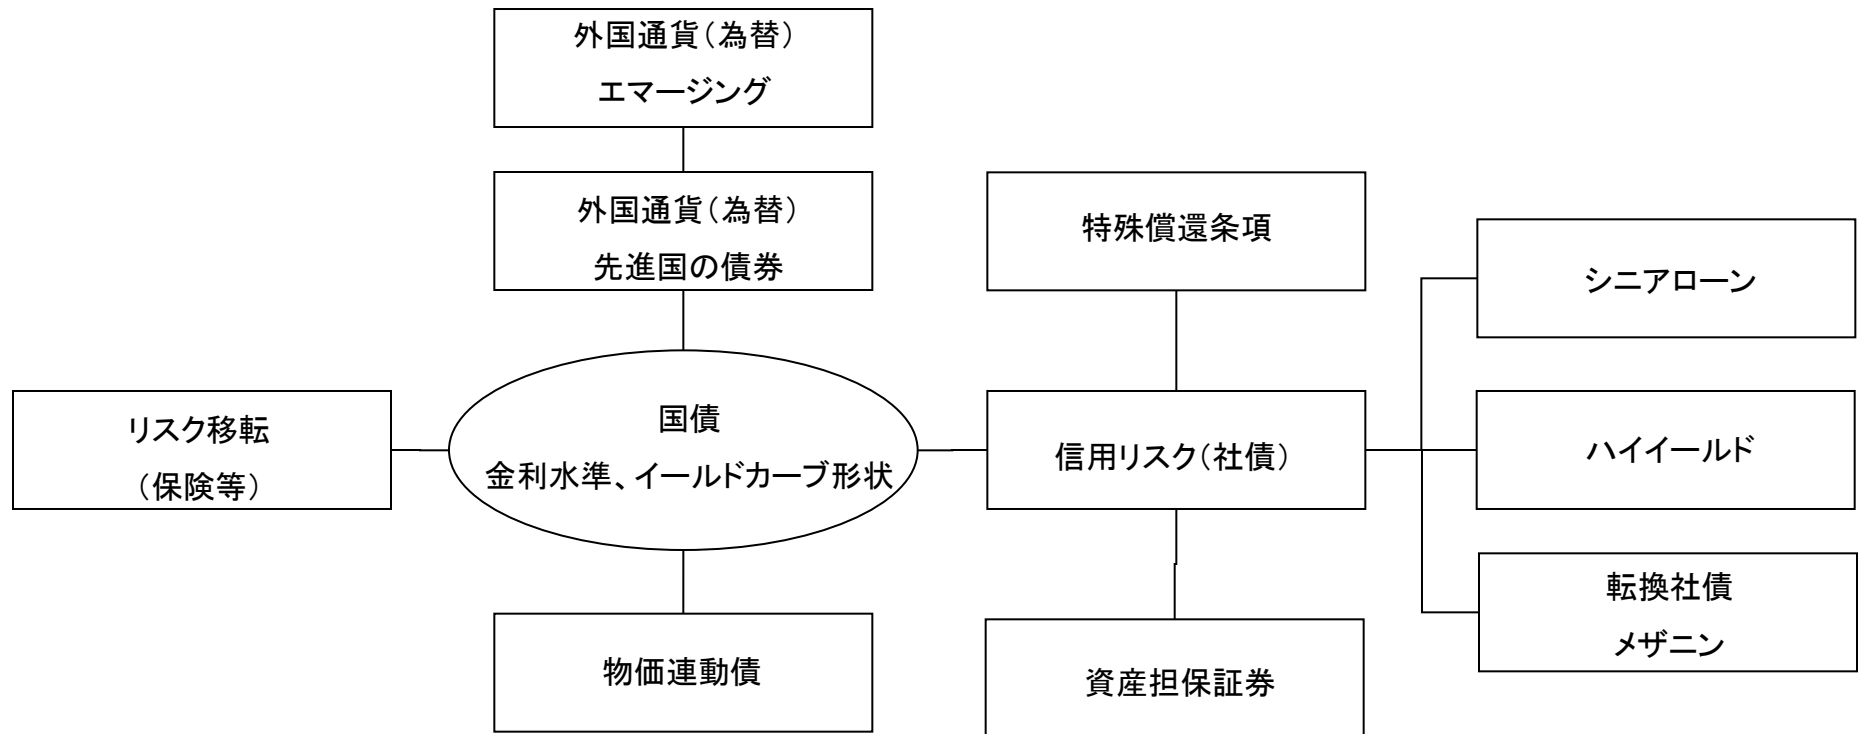 外国通貨(為替)
エマージング
外国通貨(為替)
先進国の債券
特殊償還条項
シニアローン
リスク移転
(保険等)
国債
金利水準、イールドカーブ形状
信用リスク(社債)
ハイイールド
転換社債
メザニン
物価連動債
資産担保証券